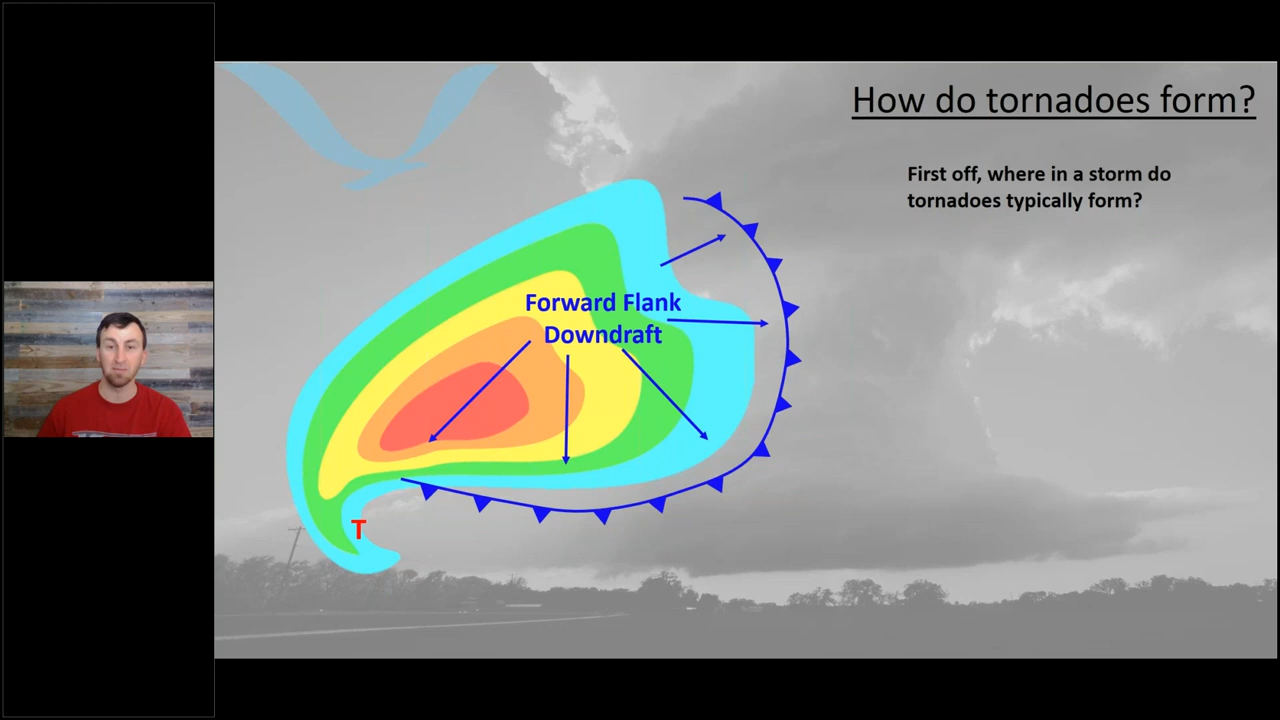 How do tornadoes form?
First off, where in a storm do
tornadoes typically form?
Forward Flank
Downdraft
T